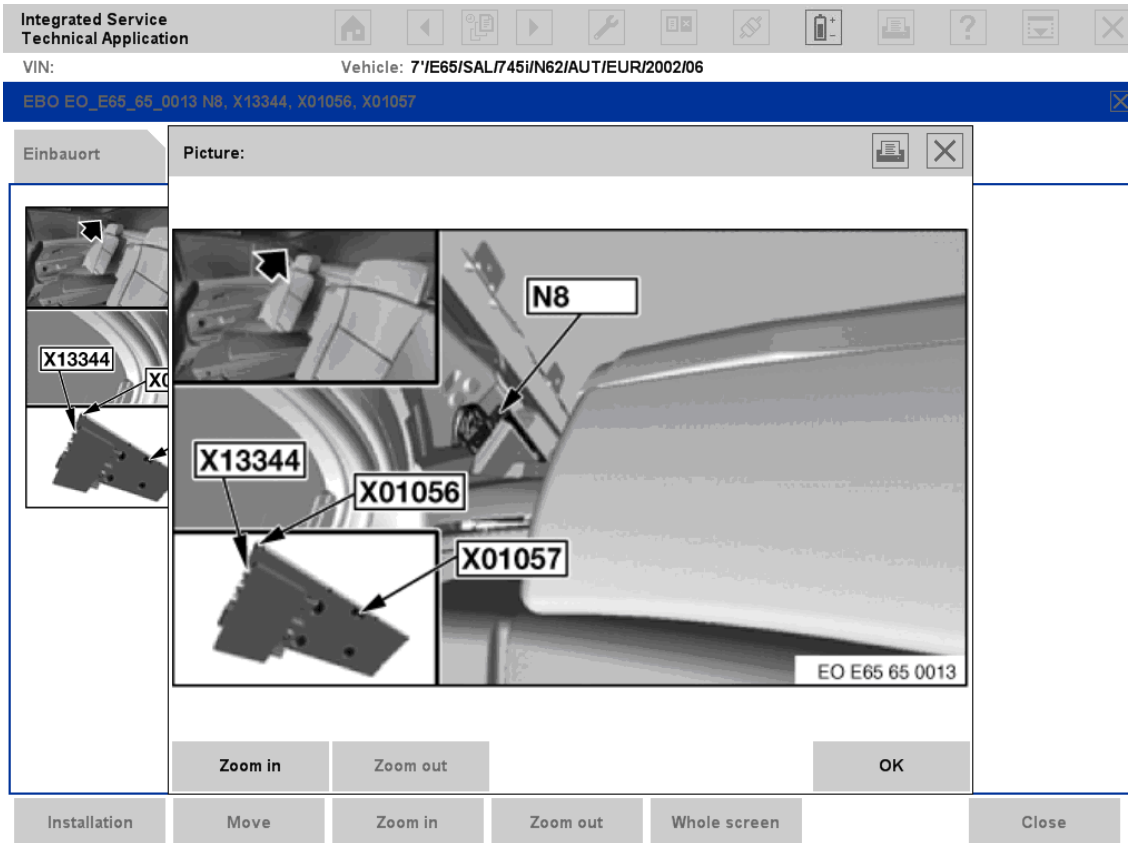 Integrated Service
Technical Application
VIN:
Vehicle: 7'/E65/SAL/745i/N62/AUT/EUR/2002/06
EBO EO_E65_65_0013 N8, X13344, X01056, X01057
Einbauort
Picture:
X13344
N8
X13344
X01056
X01057
EO E65 65 0013
Zoom in
Zoom out
OK
Installation
Move
Zoom in
Zoom out
Whole screen
Close